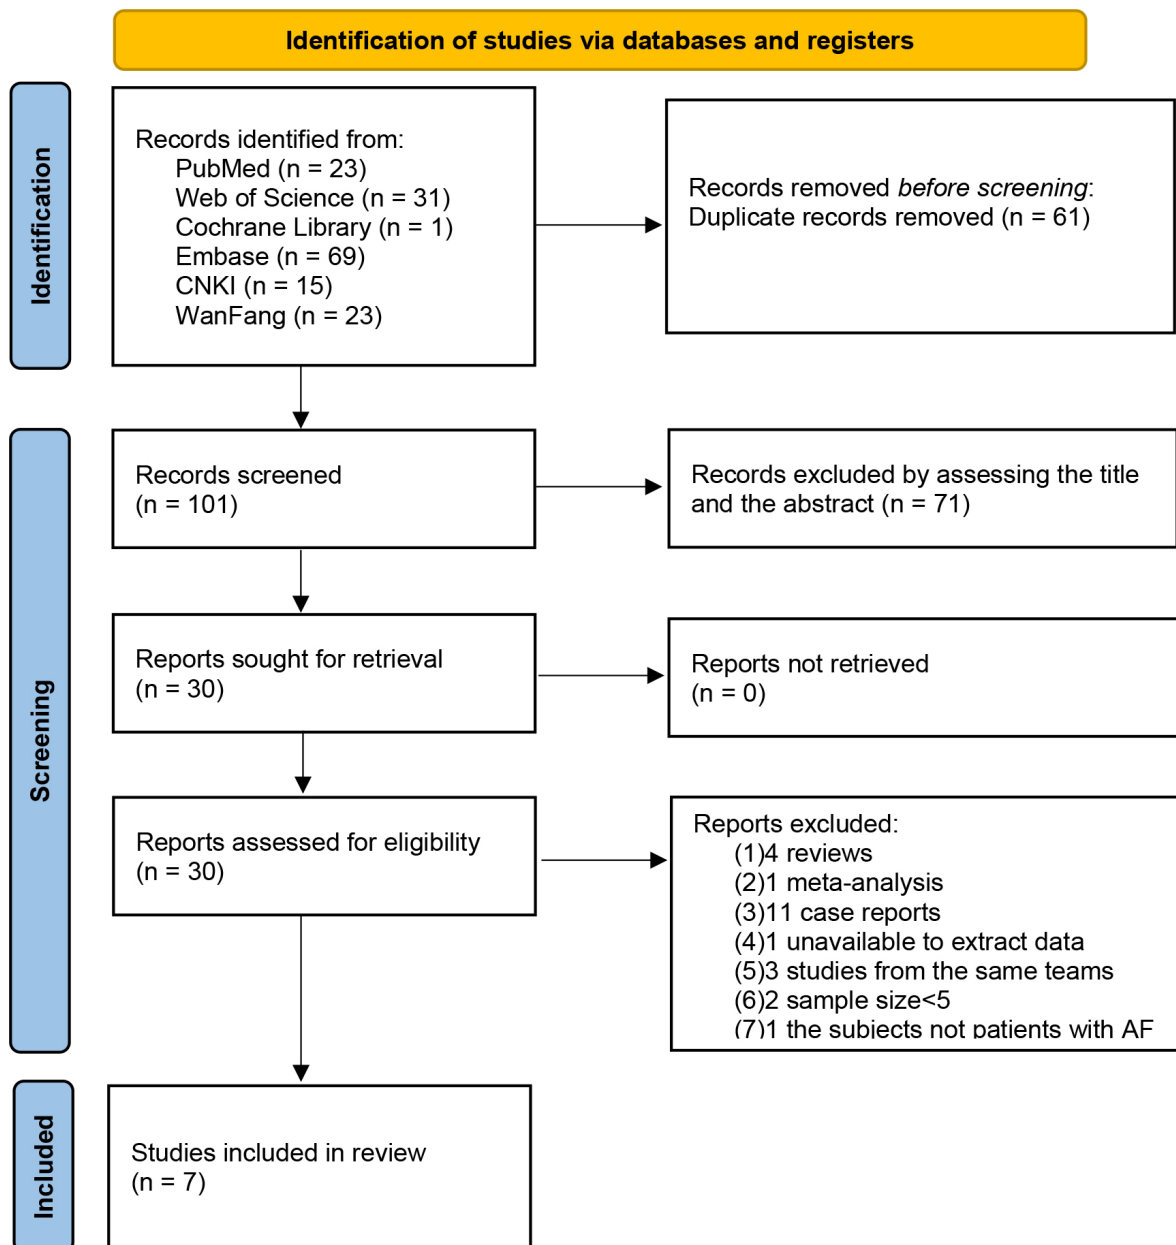 Identification of studies via databases and registers
Identification
Records identified from:
PubMed (n = 23)
Web of Science (n = 31)
Cochrane Library (n = 1)
Embase (n = 69)
CNKI (n = 15)
WanFang (n = 23)
Records removed before screening:
Duplicate records removed (n = 61)
Screening
Records screened
(n = 101)
Records excluded by assessing the title
and the abstract (n = 71)
Reports sought for retrieval
(n = 30)
Reports not retrieved
(n = 0)
Reports assessed for eligibility
(n = 30)
Reports excluded:
(1)4 reviews
(2)1 meta-analysis
(3)11 case reports
(4)1 unavailable to extract data
(5)3 studies from the same teams
(6)2 sample size<5
(7)1 the subjects not patients with AF
Included
Studies included in review
(n = 7)